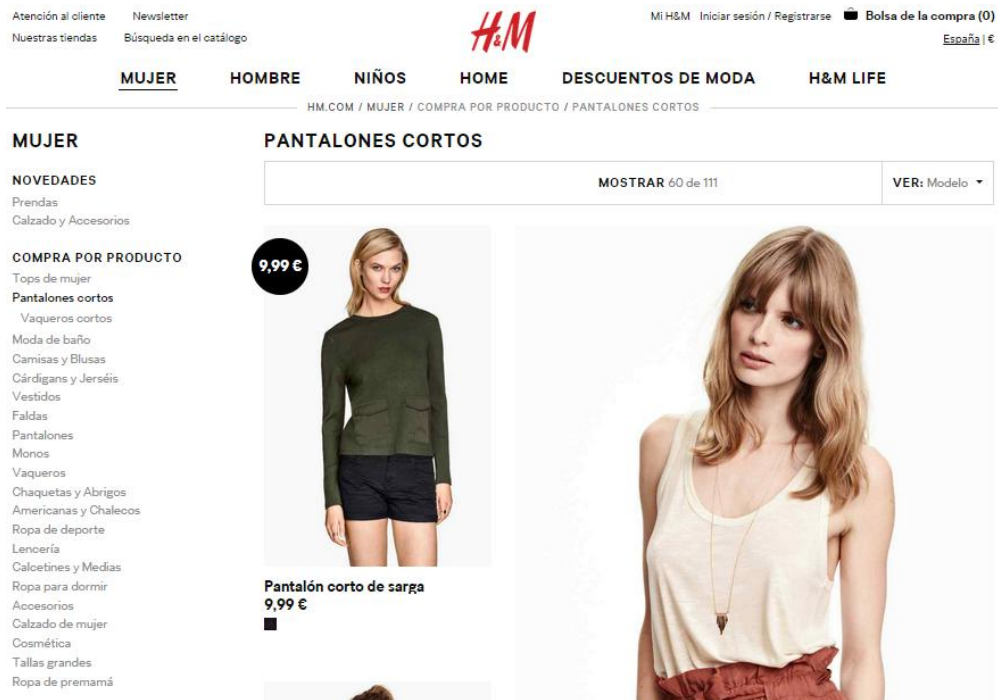 Atención al cliente Newsletter
Nuestras tiendas Búsqueda en el catálogo
H&M
Mi H&M Iniciar sesión / Registrarse Bolsa de la compra (0)
España | €
MUJER HOMBRE NIÑOS HOME DESCUENTOS DE MODA H&M LIFE
HM.COM / MUJER / COMPRA POR PRODUCTO / PANTALONES CORTOS
MUJER
NOVEDADES
Prendas
Calzado y Accesorios
COMPRA POR PRODUCTO
Tops de mujer
Pantalones cortos
Vaqueros cortos
Moda de baño
Camisas y Blusas
Cárdigans y Jerséis
Vestidos
Faldas
Pantalones
Monos
Vaqueros
Chaquetas y Abrigos
Americanas y Chalecos
Ropa de deporte
Lencería
Calcetines y Medias
Ropa para dormir
Accesorios
Calzado de mujer
Cosmética
Tallas grandes
Ropa de premamá
PANTALONES CORTOS
MOSTRAR 60 de 111
VER: Modelo
9,99 €
Pantalón corto de sarga
9,99 €